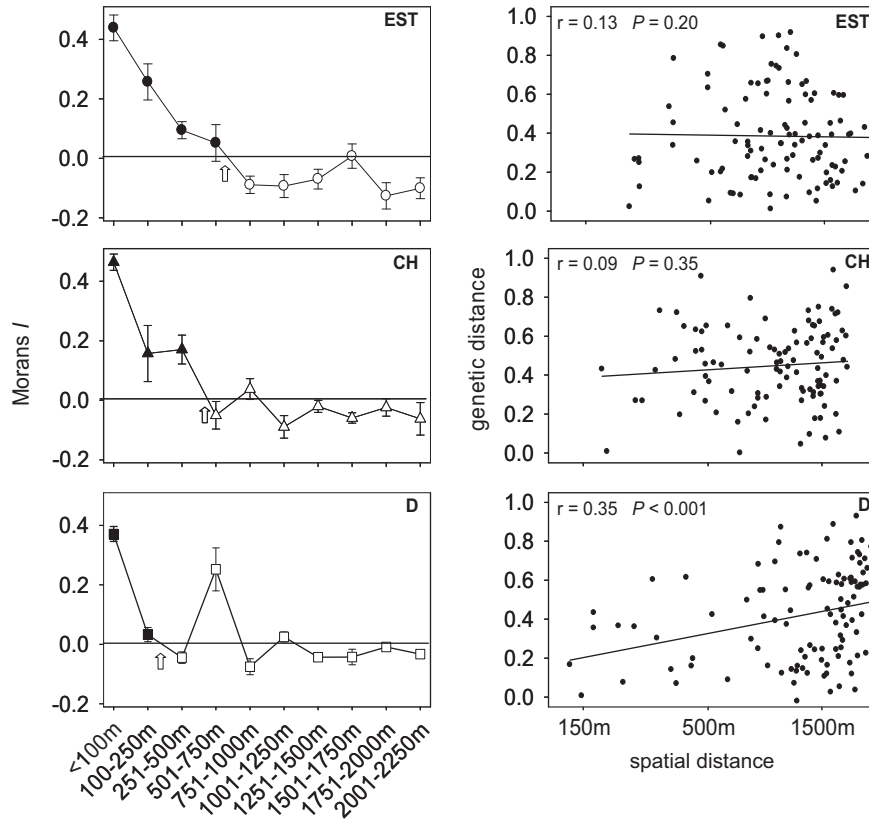 EST
0.4
0.2
0.0
-0.2
CH
0.4
0.2
0.0
-0.2
D
0.4
0.2
0.0
-0.2
Morans I
<100m
100-250m
251-500m
501-750m
751-1000m
1001-1250m
1251-1500m
1501-1750m
1751-2000m
2001-2250m
r = 0.13 P = 0.20 EST
1.0
0.8
0.6
0.4
0.2
0.0
r = 0.09 P = 0.35 CH
1.0
0.8
0.6
0.4
0.2
0.0
r = 0.35 P < 0.001 D
1.0
0.8
0.6
0.4
0.2
0.0
genetic distance
150m 500m 1500m
spatial distance